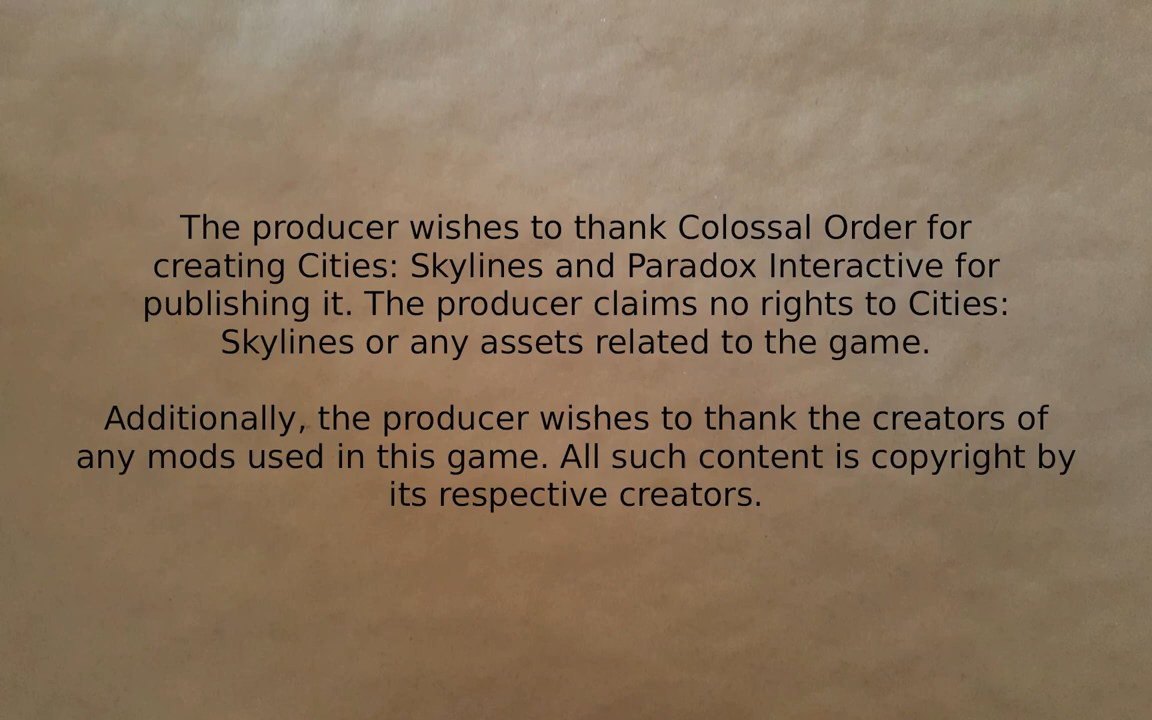 The producer wishes to thank Colossal Order for
creating Cities: Skylines and Paradox Interactive for
publishing it. The producer claims no rights to Cities:
Skylines or any assets related to the game.
Additionally, the producer wishes to thank the creators of
any mods used in this game. All such content is copyright by
its respective creators.